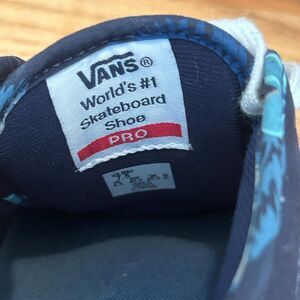 VANS®
World's #1
Skateboard
Shoe
PRO